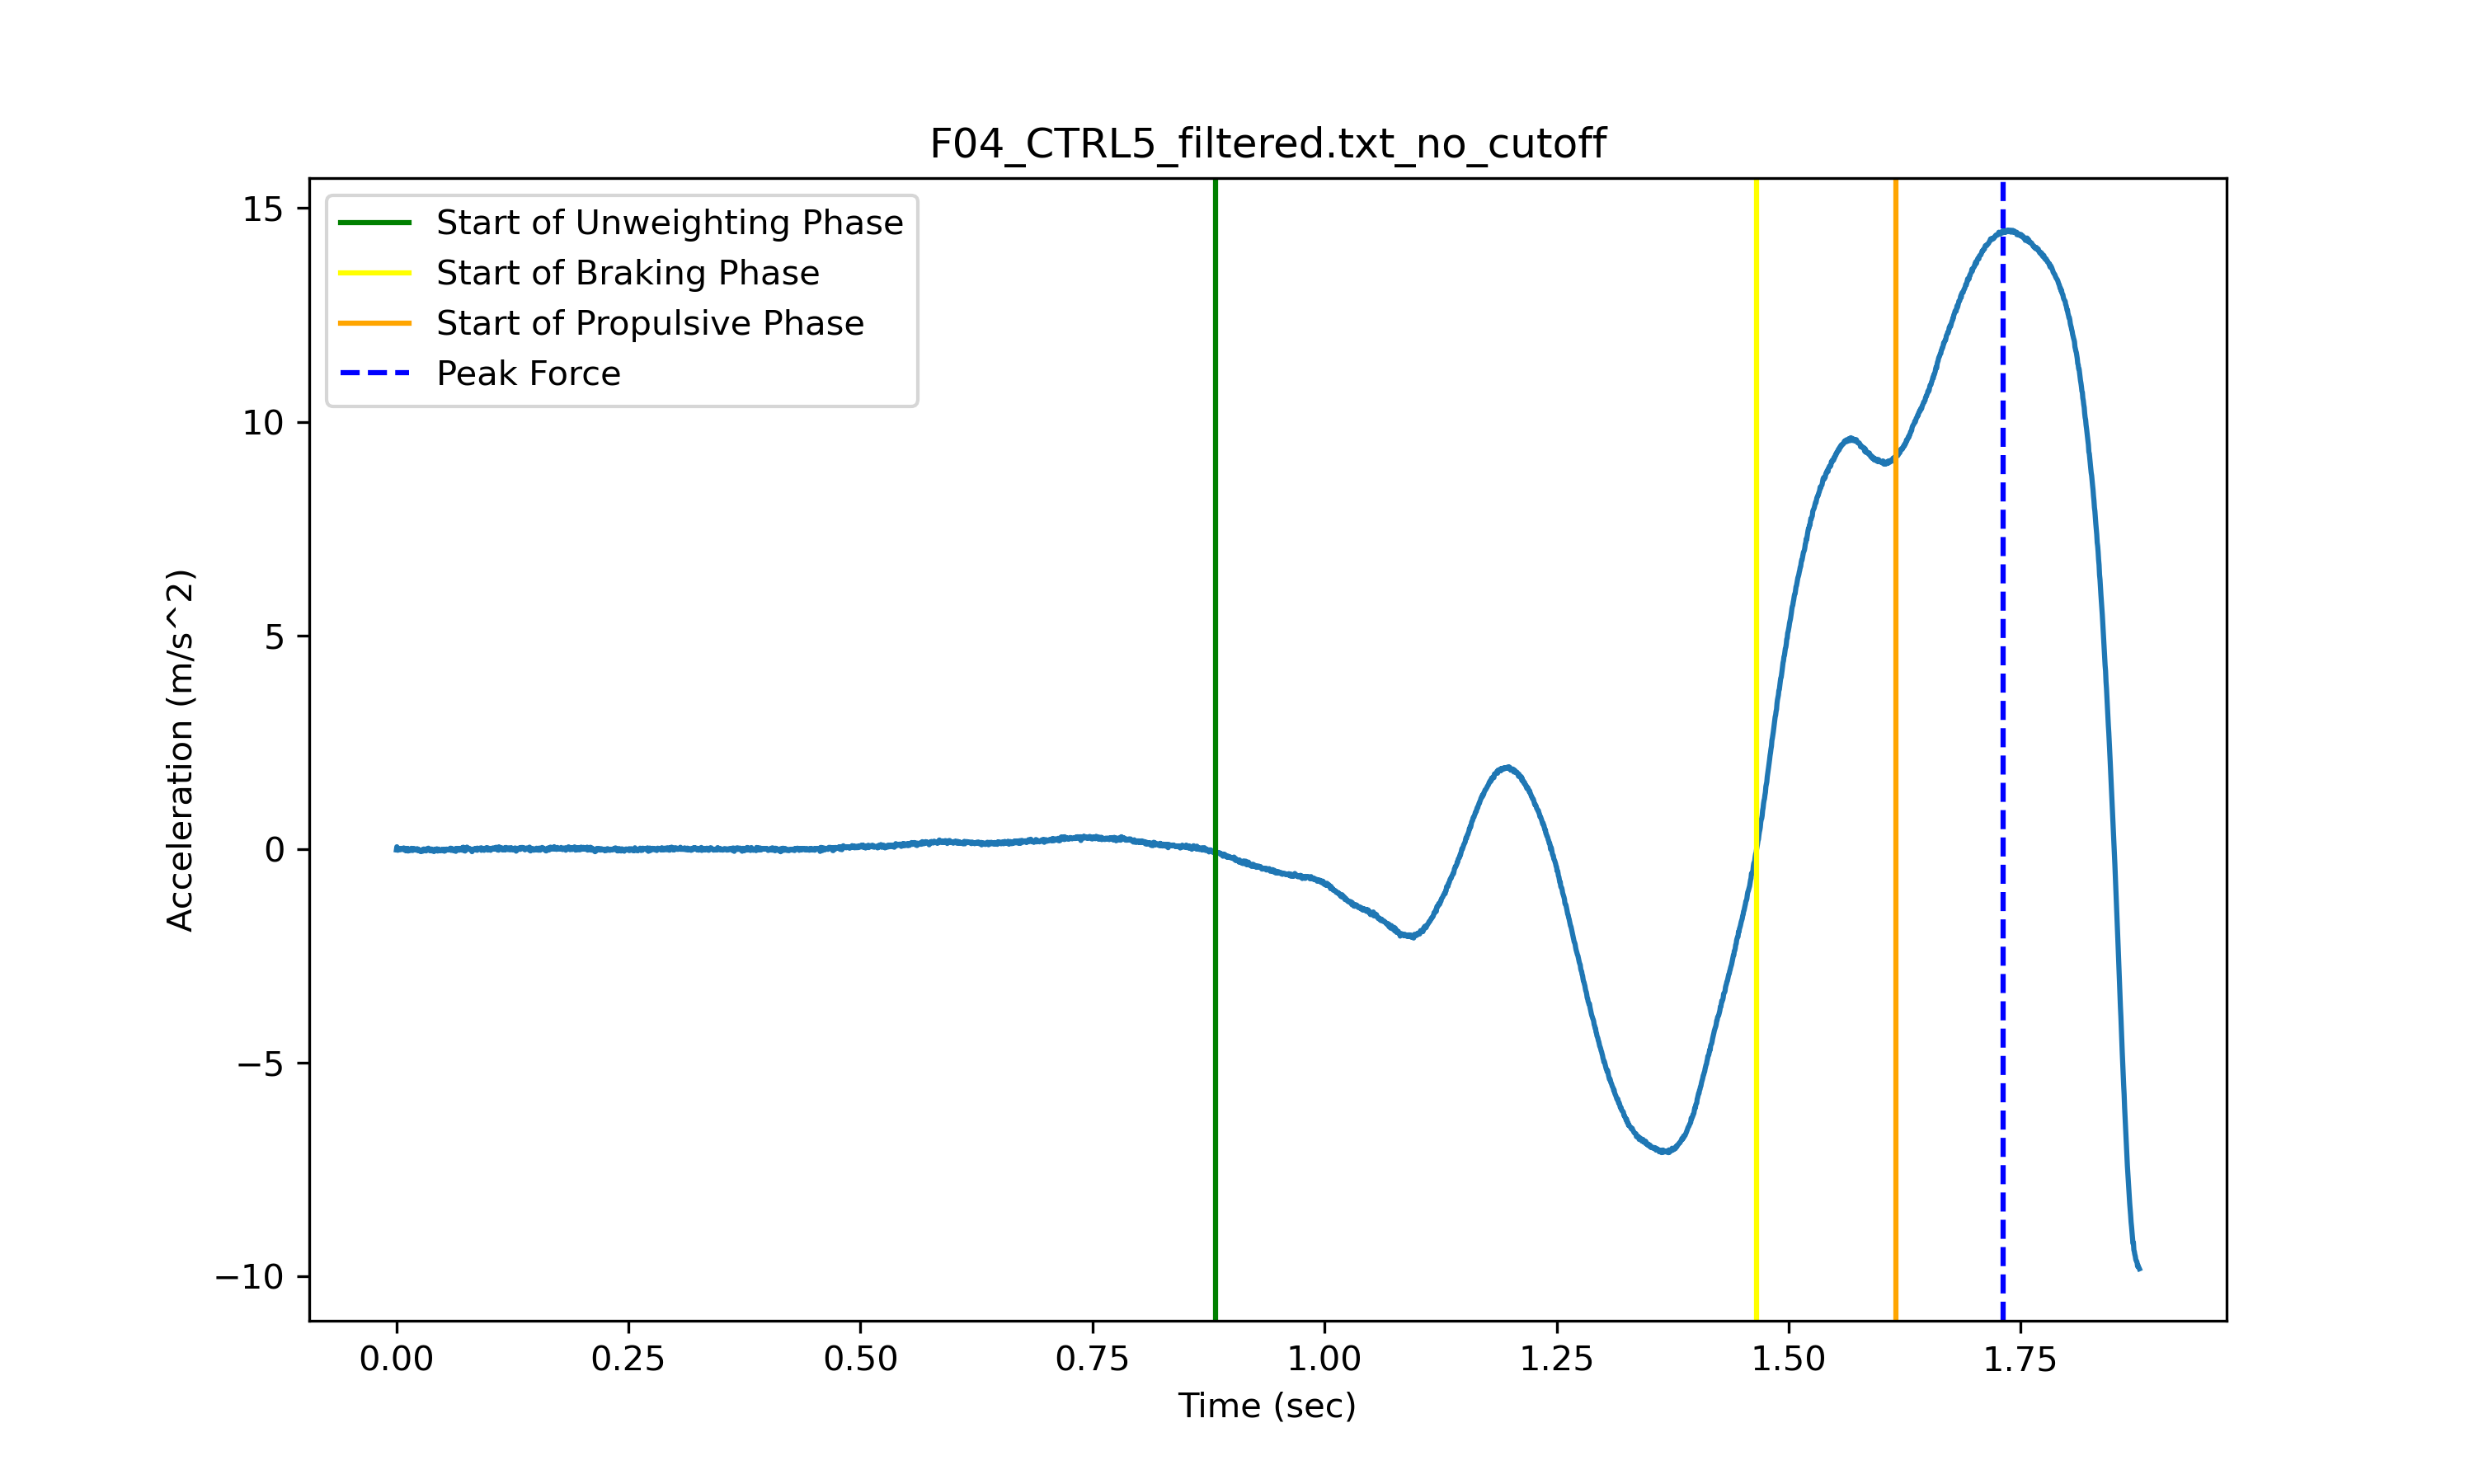 F04_CTRL5_filtered.txt_no_cutoff
Start of Unweighting Phase
Start of Braking Phase
Start of Propulsive Phase
Peak Force
15
10
5
0
−5
−10
Acceleration (m/s^2)
0.00 0.25 0.50 0.75 1.00 1.25 1.50 1.75
Time (sec)